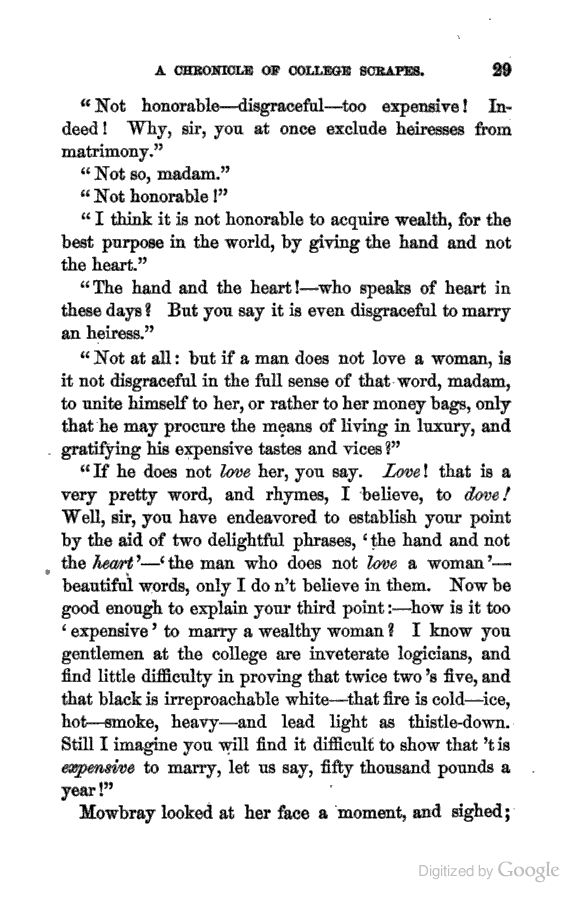 A CHRONICLE OF COLLEGE SCRAPES. 29
“Not honorable—disgraceful—too expensive! In-
deed! Why, sir, you at once exclude heiresses from
matrimony.”
“Not so, madam.”
“Not honorable!”
“I think it is not honorable to acquire wealth, for the
best purpose in the world, by giving the hand and not
the heart.”
“The hand and the heart!—who speaks of heart in
these days? But you say it is even disgraceful to marry
an heiress.”
“Not at all: but if a man does not love a woman, is
it not disgraceful in the full sense of that word, madam,
to unite himself to her, or rather to her money bags, only
that he may procure the means of living in luxury, and
gratifying his expensive tastes and vices?”
“If he does not love her, you say. Love! that is a
very pretty word, and rhymes, I believe, to dove!
Well, sir, you have endeavored to establish your point
by the aid of two delightful phrases, ‘the hand and not
the heart’—‘the man who does not love a woman’—
beautiful words, only I do n’t believe in them. Now be
good enough to explain your third point:—how is it too
‘expensive’ to marry a wealthy woman? I know you
gentlemen at the college are inveterate logicians, and
find little difficulty in proving that twice two ’s five, and
that black is irreproachable white—that fire is cold—ice,
hot—smoke, heavy—and lead light as thistle-down.
Still I imagine you will find it difficult to show that ’t is
expensive to marry, let us say, fifty thousand pounds a
year!”
Mowbray looked at her face a moment, and sighed;
Digitized by Google